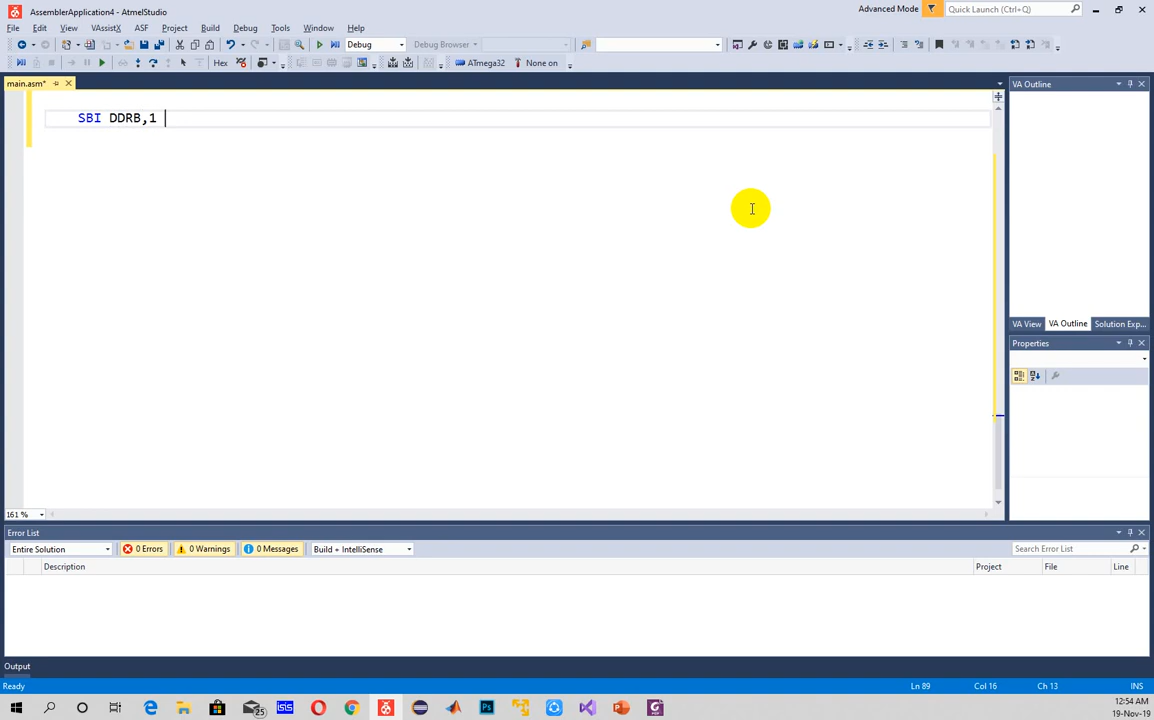 AssemblerApplication4 - AtmelStudio
Advanced Mode
Quick Launch (Ctrl+Q)
File Edit View VAssistX ASF Project Build Debug Tools Window Help
Debug
Debug Browser
Hex
ATmega32
None on
main.asm*
VA Outline
SBI DDRB,1
VA View VA Outline Solution Exp...
Properties
161 %
Error List
Entire Solution
0 Errors
0 Warnings
0 Messages
Build + IntelliSense
Search Error List
Description Project File Line
Output
Ready
Ln 89 Col 16 Ch 13 INS
25
ISIS
Ps
12:54 AM
19-Nov-19